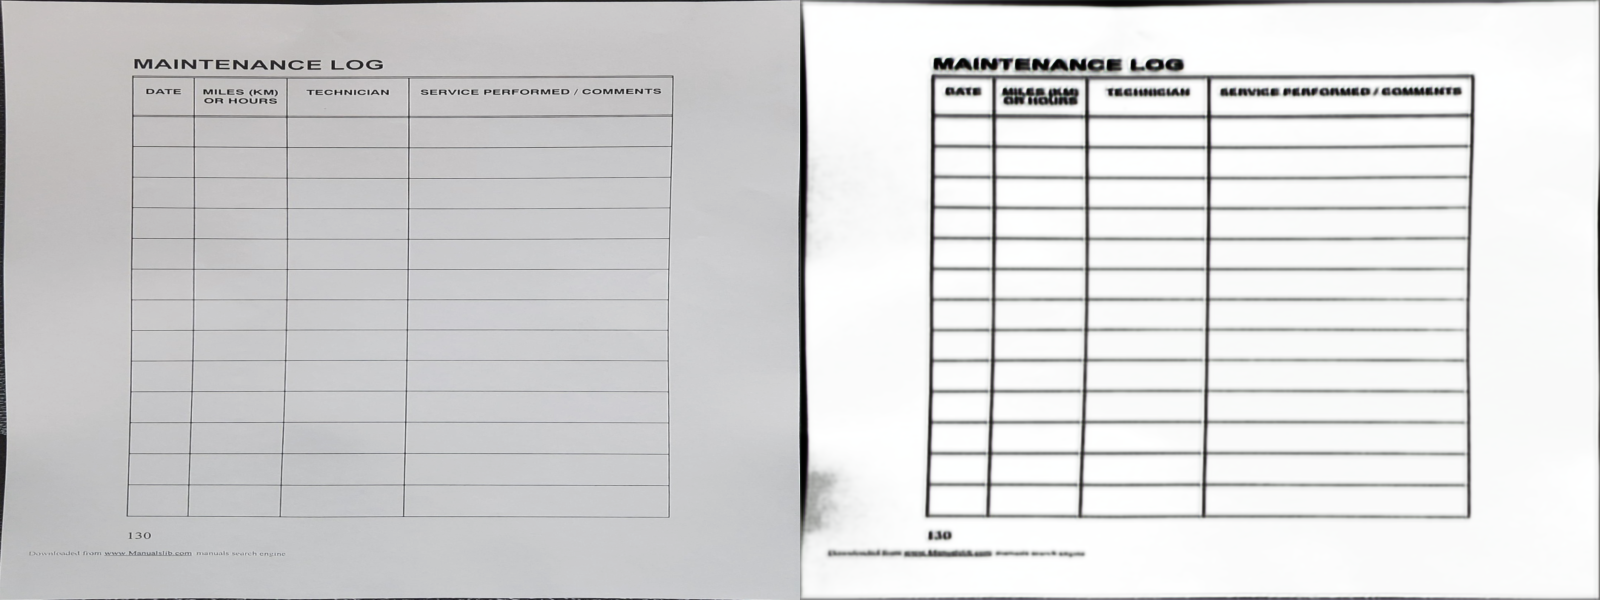 MAINTENANCE LOG
DATE
MILES (KM)
OR HOURS
TECHNICIAN
SERVICE PERFORMED / COMMENTS
130
Downloaded from www.Manualslib.com manuals search engine
MAINTENANCE LOG
DATE
MILES (KM)
OR HOURS
TECHNICIAN
SERVICE PERFORMED / COMMENTS
130
Downloaded from www.Manualslib.com manuals search engine